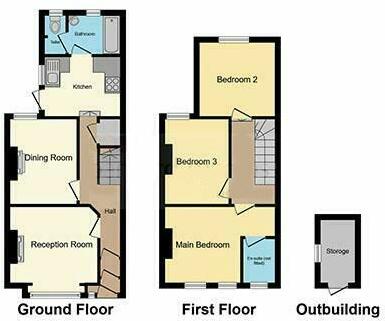 Toilet
Bathroom
Kitchen
Dining Room
Hall
Reception Room
Ground Floor
Bedroom 2
Bedroom 3
Main Bedroom
En-suite (not
fitted)
First Floor
Storoge
Outbuilding